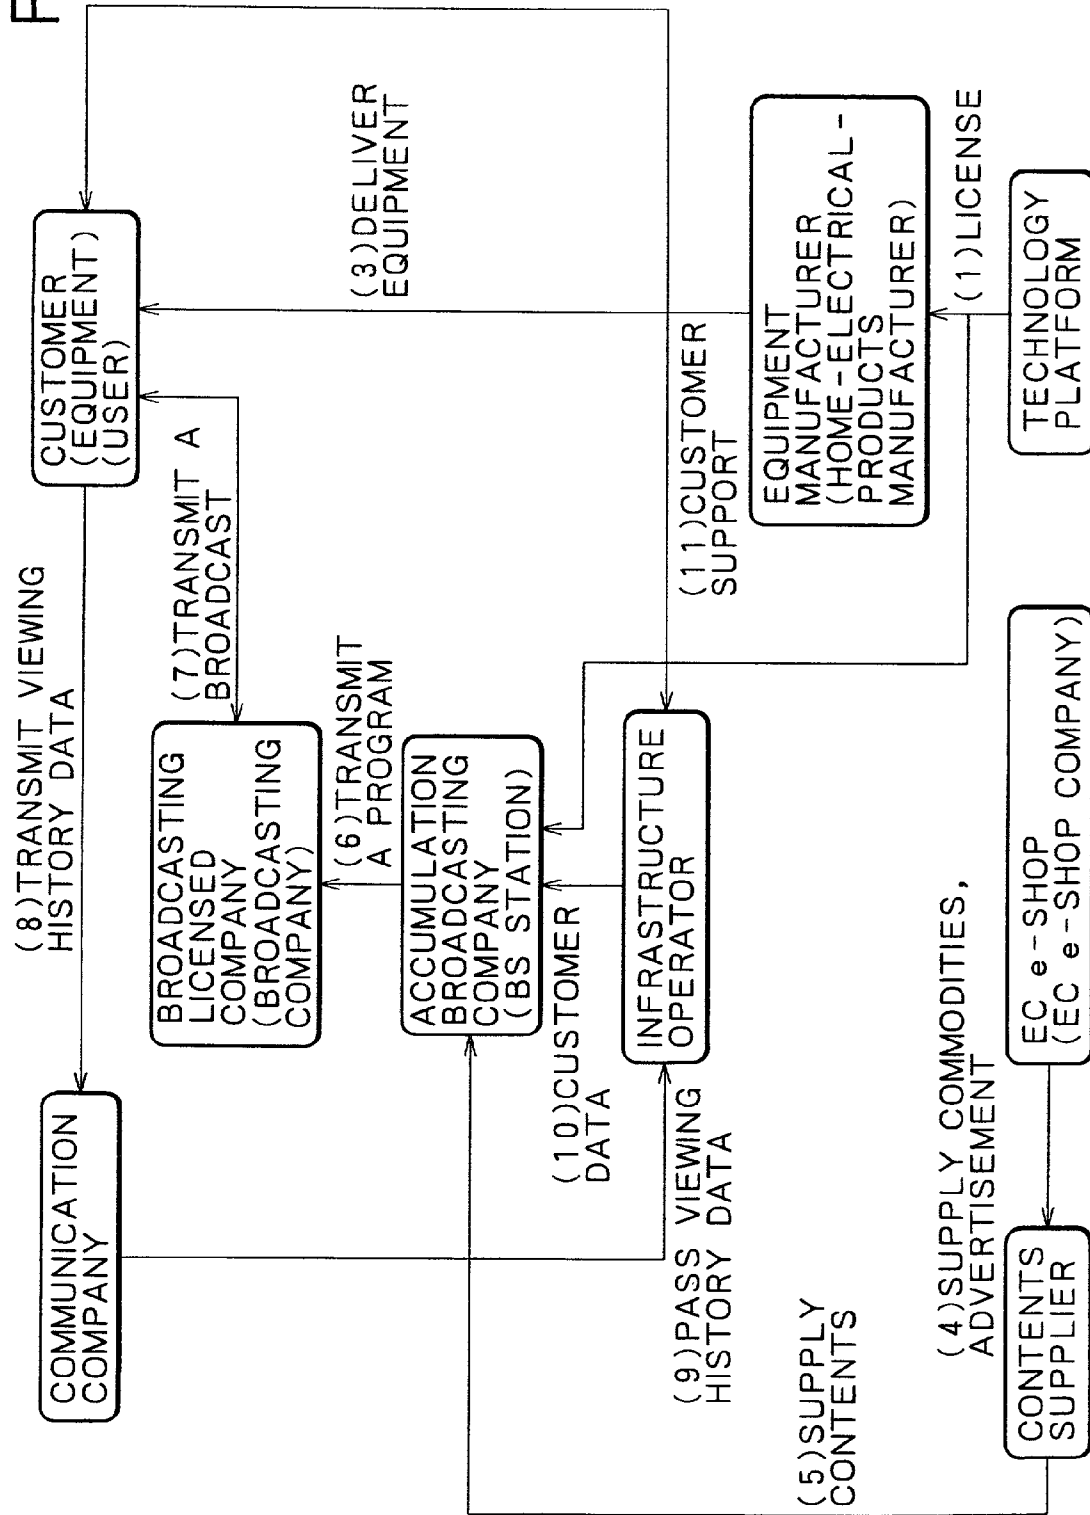 COMMUNICATION
COMPANY
(8)TRANSMIT VIEWING
HISTORY DATA
CUSTOMER
(EQUIPMENT)
(USER)
BROADCASTING
LICENSED
COMPANY
(BROADCASTING
COMPANY)
(7)TRANSMIT A
BROADCAST
(6)TRANSMIT
A PROGRAM
(3)DELIVER
EQUIPMENT
ACCUMULATION
BROADCASTING
COMPANY
(BS STATION)
(10)CUSTOMER
DATA
INFRASTRUCTURE
OPERATOR
(9)PASS VIEWING
HISTORY DATA
(11)CUSTOMER
SUPPORT
EQUIPMENT
MANUFACTURER
(HOME-ELECTRICAL-
PRODUCTS
MANUFACTURER)
(5)SUPPLY
CONTENTS
(4)SUPPLY COMMODITIES,
ADVERTISEMENT
(1)LICENSE
CONTENTS
SUPPLIER
EC e-SHOP
(EC e-SHOP COMPANY)
TECHNOLOGY
PLATFORM